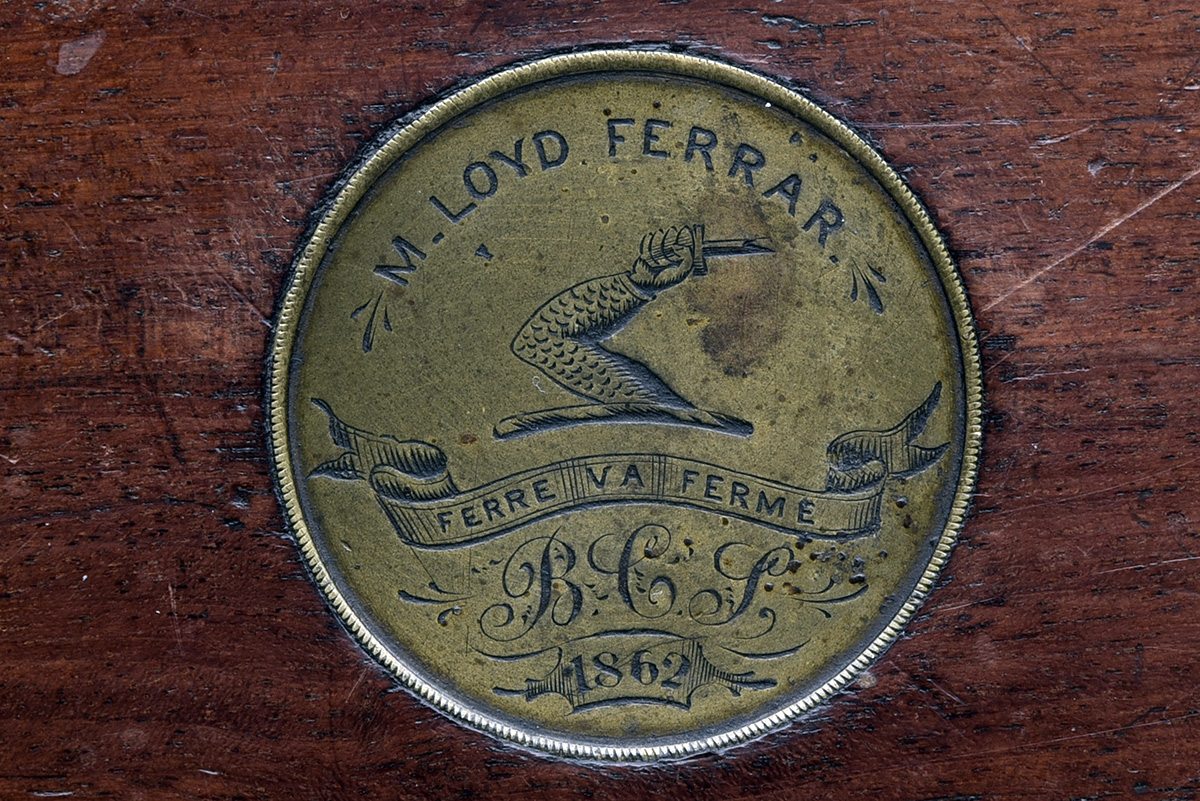 M-LOYD FERRAR.
FERRE VA FERME
B.C.S
1862